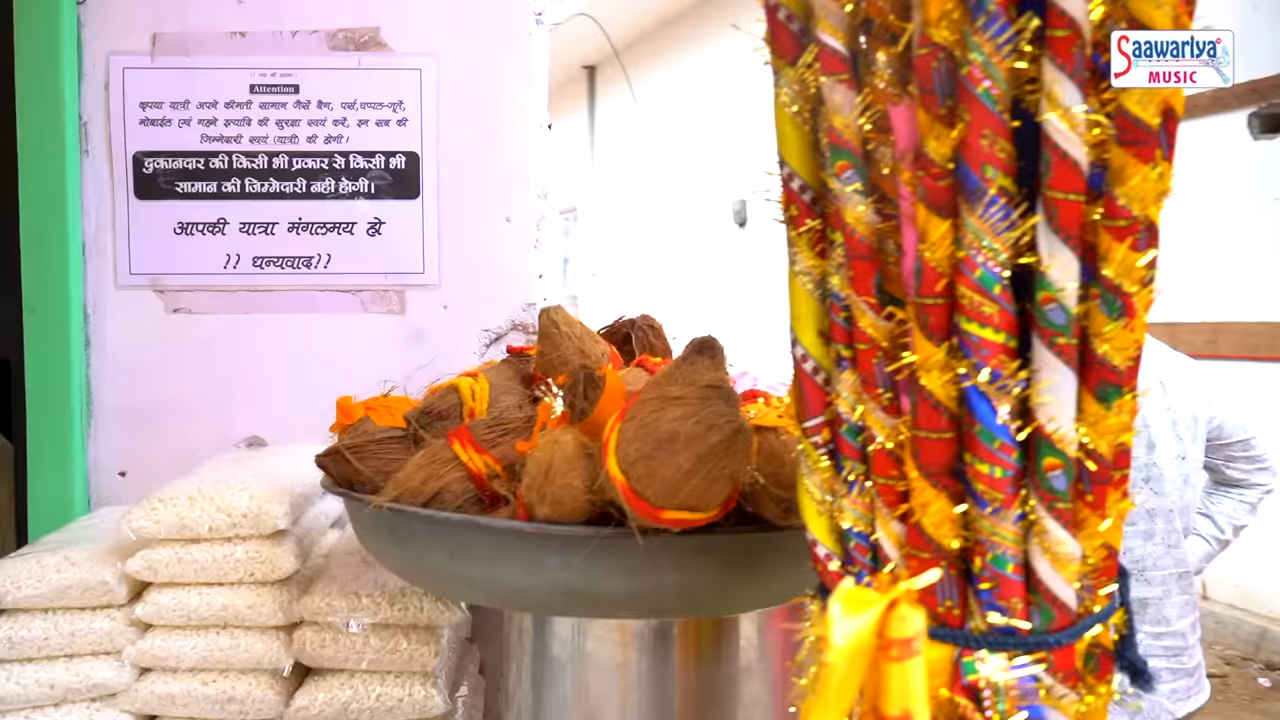 Attention
कृपया यात्री अपने कीमती सामान जैसें बैग, पर्स,चप्पल-जूतें,
मोबाईल एवं गहने इत्यादि की सुरक्षा स्वयं करें, इन सब की
जिम्मेदारी स्वयं (यात्री) की होगी।
दुकानदार की किसी भी प्रकार से किसी भी
सामान की जिम्मेदारी नही होगी।
आपकी यात्रा मंगलमय हो
!! धन्यवाद!!
Saawariya
MUSIC